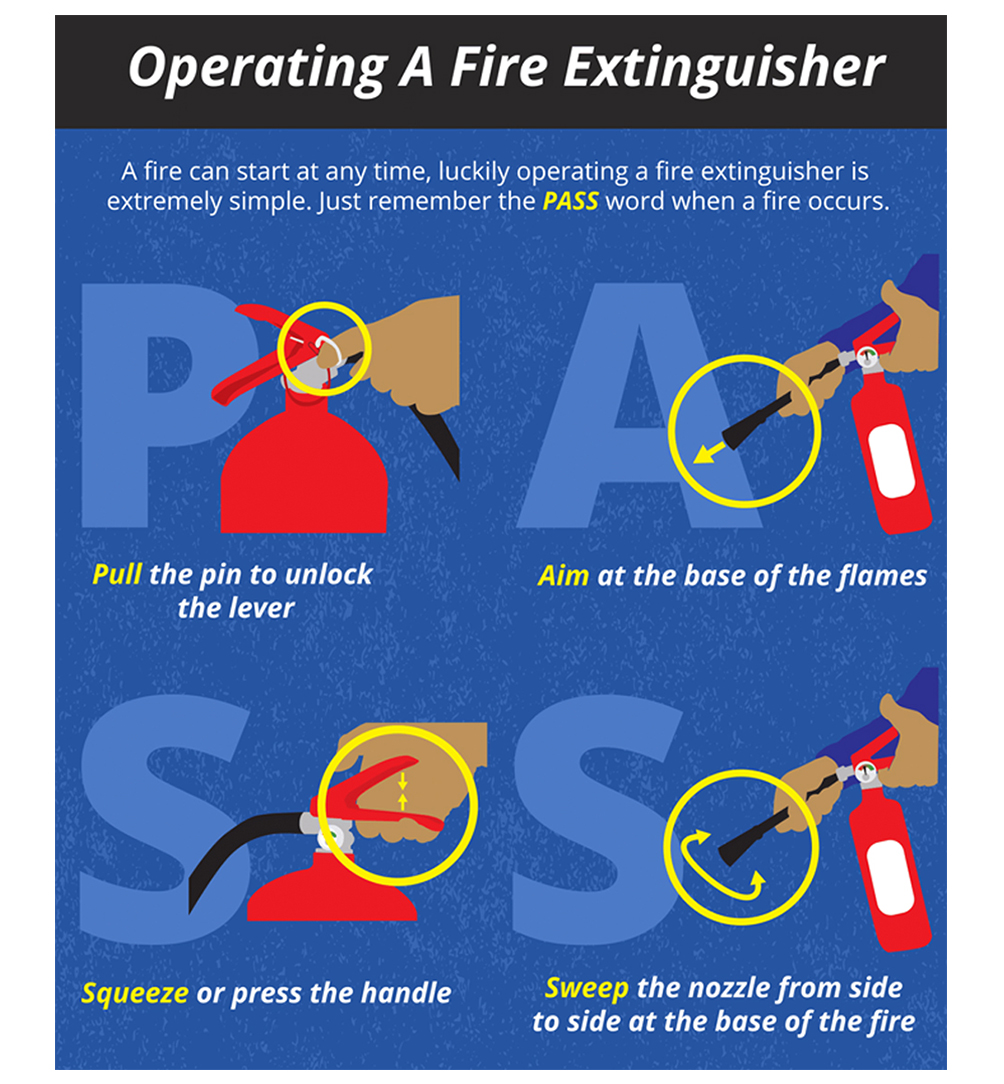 Operating A Fire Extinguisher
A fire can start at any time, luckily operating a fire extinguisher is
extremely simple. Just remember the PASS word when a fire occurs.
P
A
Pull the pin to unlock
the lever
Aim at the base of the flames
S
S
Squeeze or press the handle
Sweep the nozzle from side
to side at the base of the fire